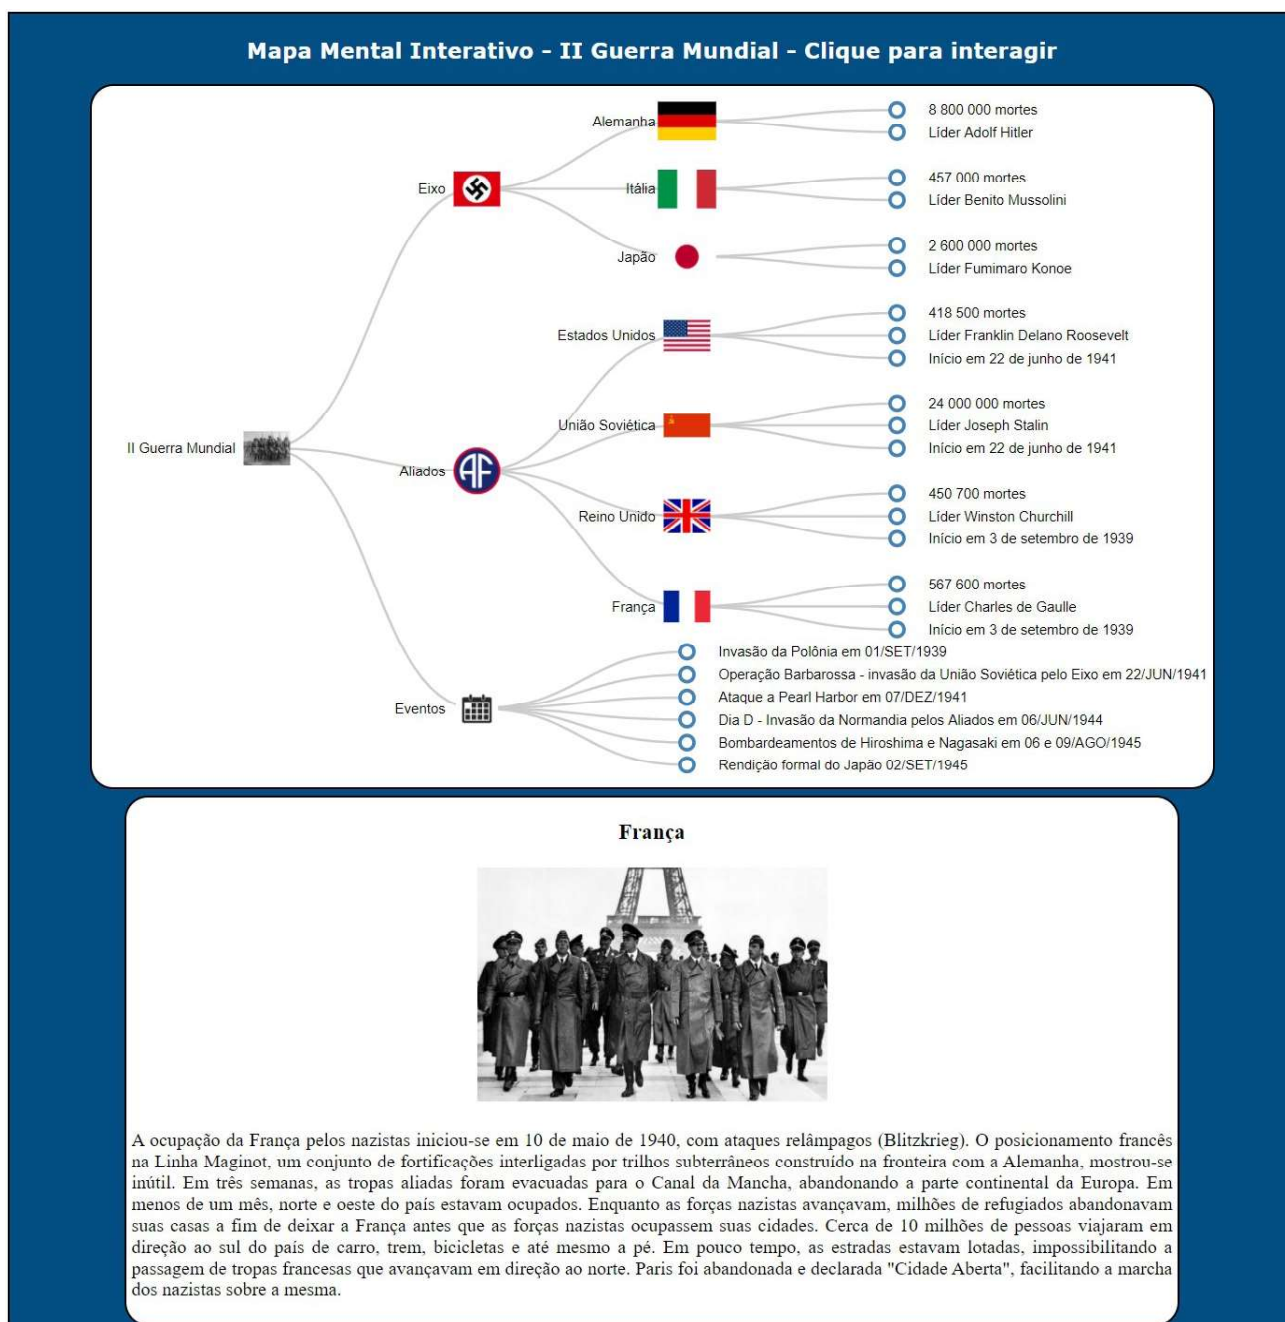 Mapa Mental Interativo - II Guerra Mundial - Clique para interagir
II Guerra Mundial
Eixo
Alemanha
8 800 000 mortes
Líder Adolf Hitler
Itália
457 000 mortes
Líder Benito Mussolini
Japão
2 600 000 mortes
Líder Fumimaro Konoe
Aliados
AF
Estados Unidos
418 500 mortes
Líder Franklin Delano Roosevelt
Início em 22 de junho de 1941
União Soviética
24 000 000 mortes
Líder Joseph Stalin
Início em 22 de junho de 1941
Reino Unido
450 700 mortes
Líder Winston Churchill
Início em 3 de setembro de 1939
França
567 600 mortes
Líder Charles de Gaulle
Início em 3 de setembro de 1939
Eventos
Invasão da Polônia em 01/SET/1939
Operação Barbarossa - invasão da União Soviética pelo Eixo em 22/JUN/1941
Ataque a Pearl Harbor em 07/DEZ/1941
Dia D - Invasão da Normandia pelos Aliados em 06/JUN/1944
Bombardeamentos de Hiroshima e Nagasaki em 06 e 09/AGO/1945
Rendição formal do Japão 02/SET/1945
França
A ocupação da França pelos nazistas iniciou-se em 10 de maio de 1940, com ataques relâmpagos (Blitzkrieg). O posicionamento francês
na Linha Maginot, um conjunto de fortificações interligadas por trilhos subterrâneos construído na fronteira com a Alemanha, mostrou-se
inútil. Em três semanas, as tropas aliadas foram evacuadas para o Canal da Mancha, abandonando a parte continental da Europa. Em
menos de um mês, norte e oeste do país estavam ocupados. Enquanto as forças nazistas avançavam, milhões de refugiados abandonavam
suas casas a fim de deixar a França antes que as forças nazistas ocupassem suas cidades. Cerca de 10 milhões de pessoas viajaram em
direção ao sul do país de carro, trem, bicicletas e até mesmo a pé. Em pouco tempo, as estradas estavam lotadas, impossibilitando a
passagem de tropas francesas que avançavam em direção ao norte. Paris foi abandonada e declarada "Cidade Aberta", facilitando a marcha
dos nazistas sobre a mesma.